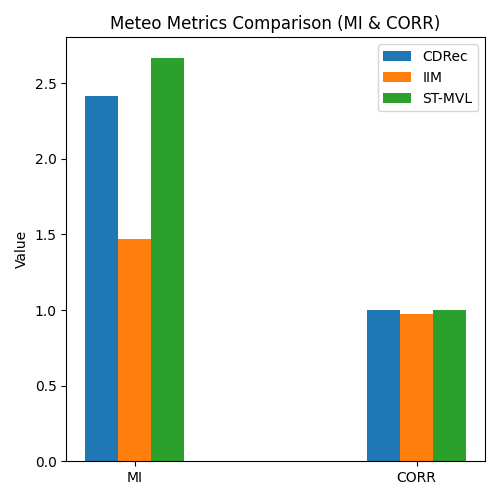 Meteo Metrics Comparison (MI & CORR)
CDRec
IIM
ST-MVL
Value
2.5
2.0
1.5
1.0
0.5
0.0
MI
CORR